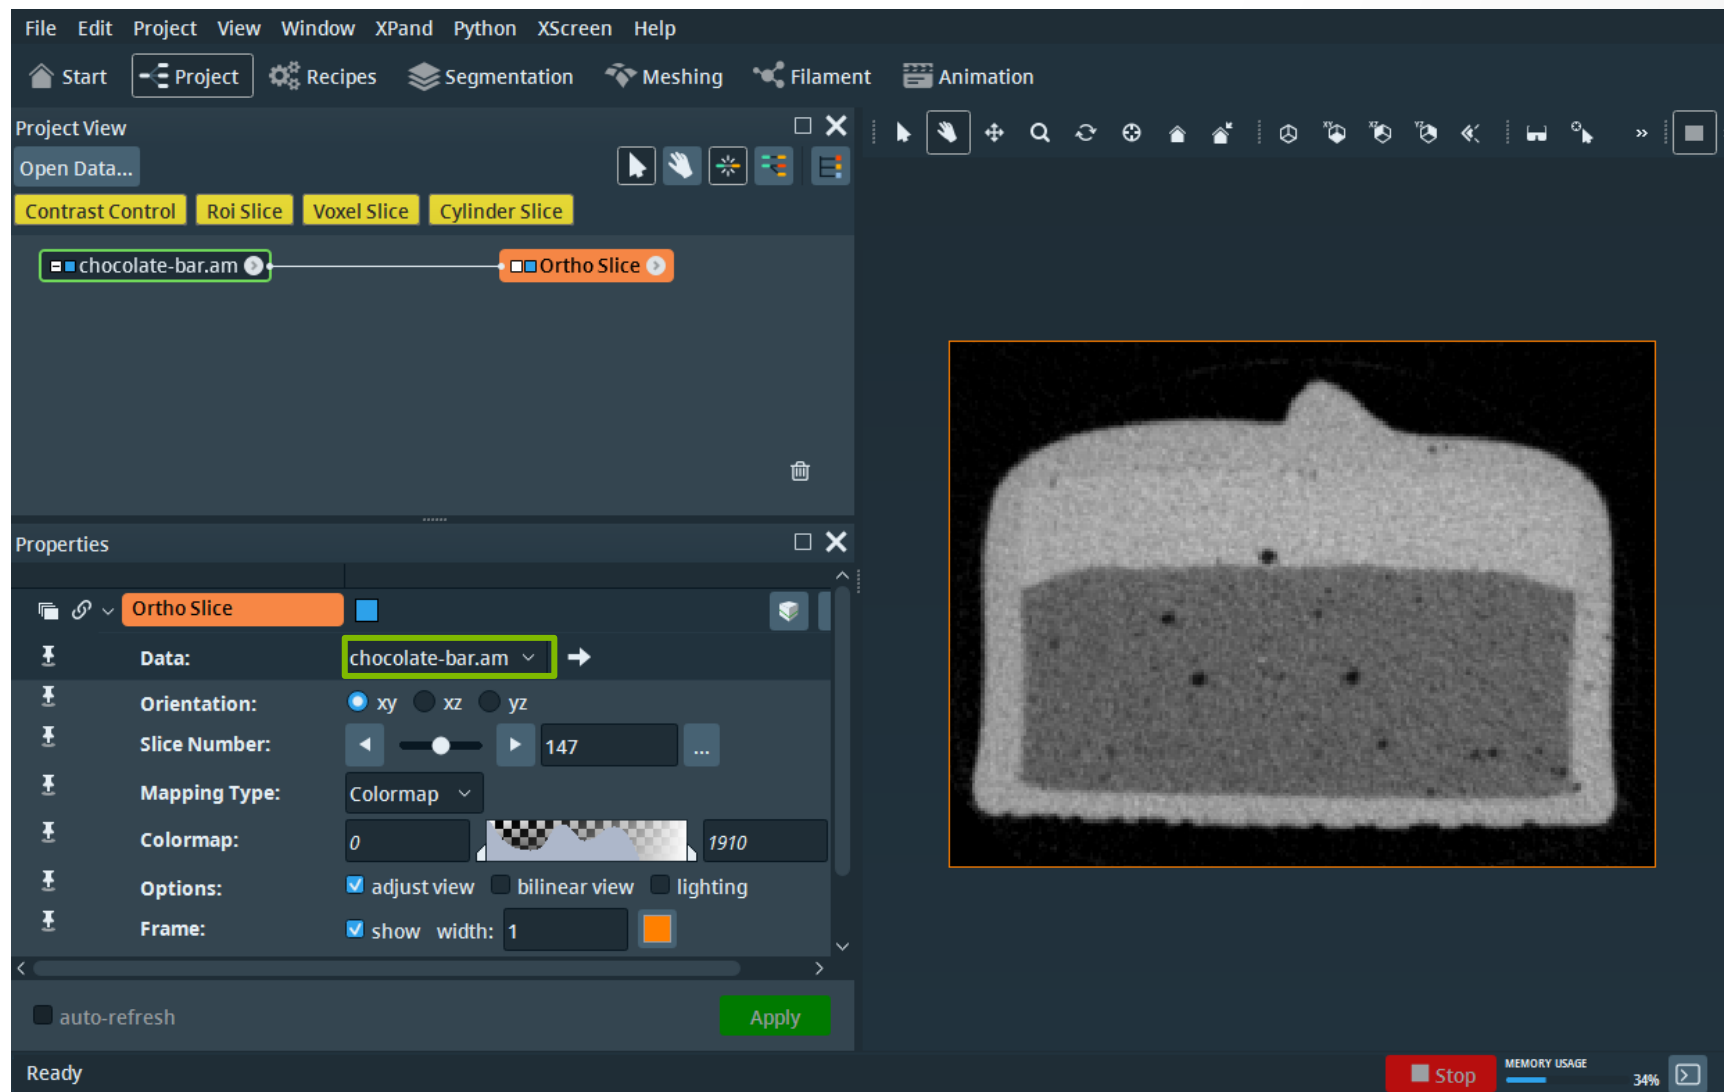 File Edit Project View Window XPand Python XScreen Help
Start Project Recipes Segmentation Meshing Filament Animation
Project View
Open Data...
Contrast Control Roi Slice Voxel Slice Cylinder Slice
chocolate-bar.am Ortho Slice
Properties
Ortho Slice
Data: chocolate-bar.am
Orientation: xy xz yz
Slice Number: 147 ...
Mapping Type: Colormap
Colormap: 0 1910
Options: adjust view bilinear view lighting
Frame: show width: 1
auto-refresh Apply
Ready Stop MEMORY USAGE 34%